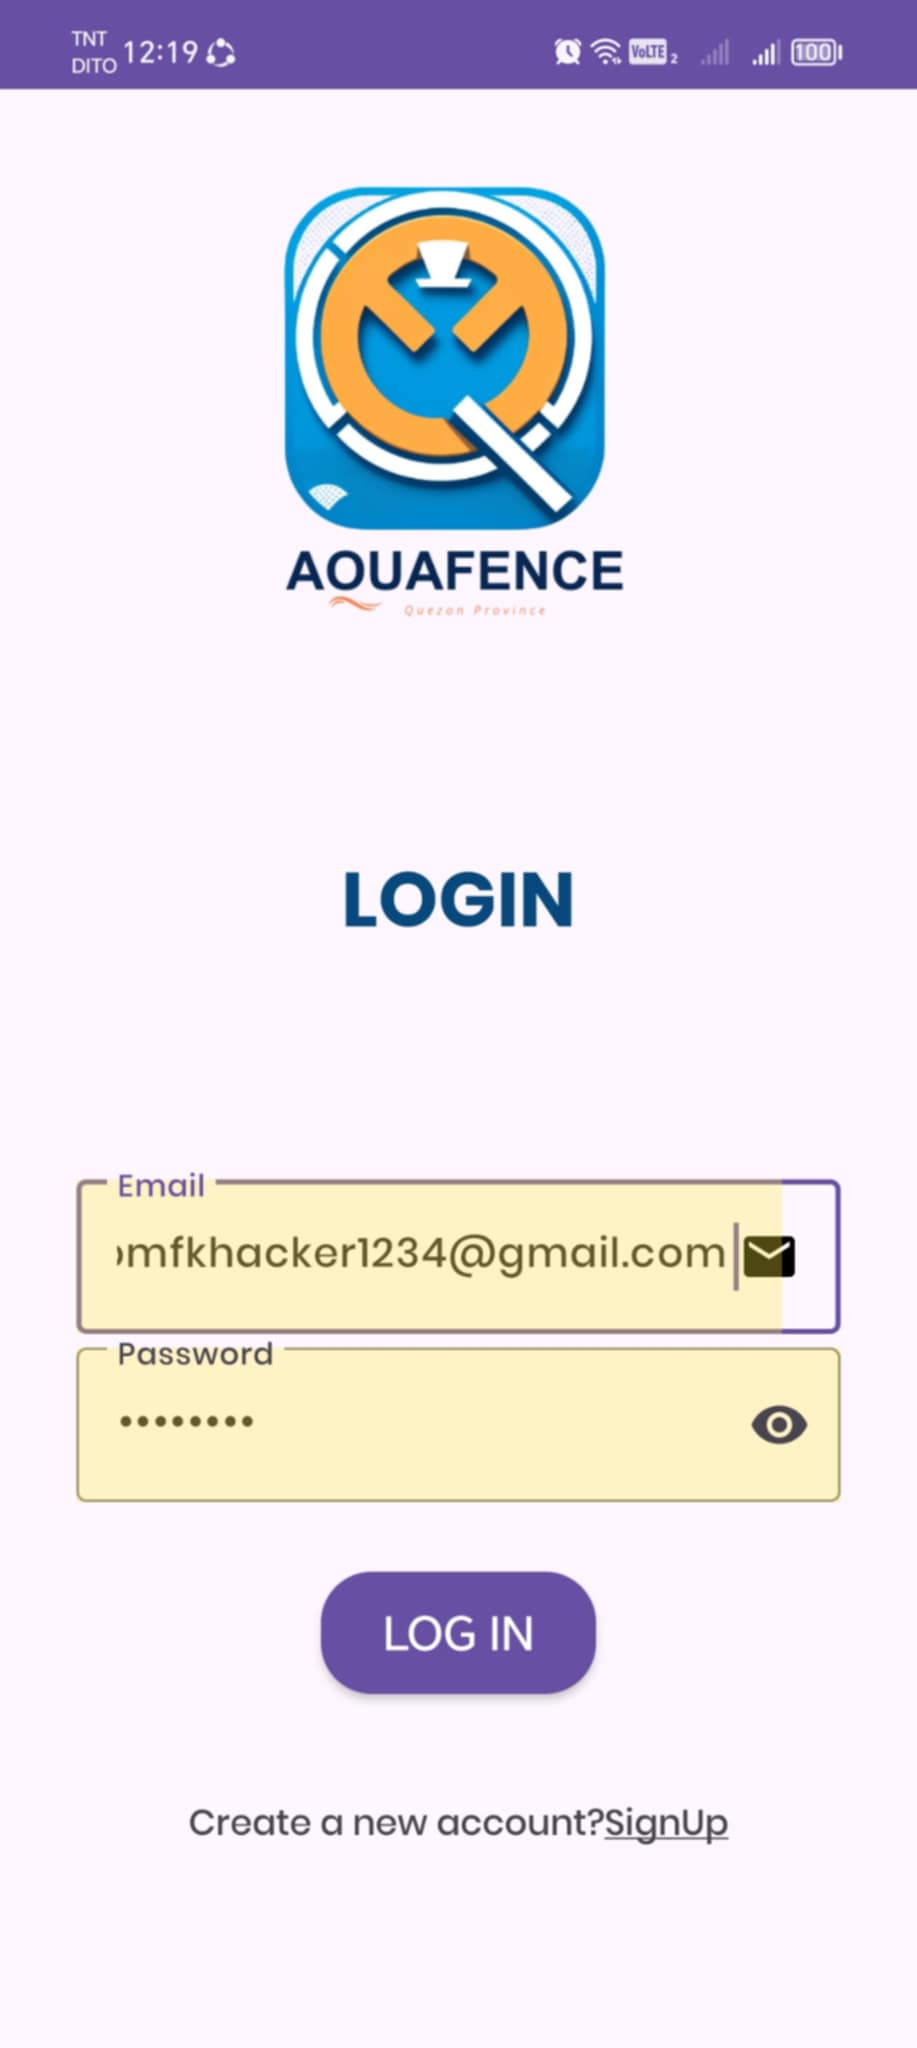 TNT
DITO
12:19
VoLTE 2
100
AQUAFENCE
Quezon Province
LOGIN
Email
mfkhacker1234@gmail.com
Password
••••••••
LOG IN
Create a new account?SignUp